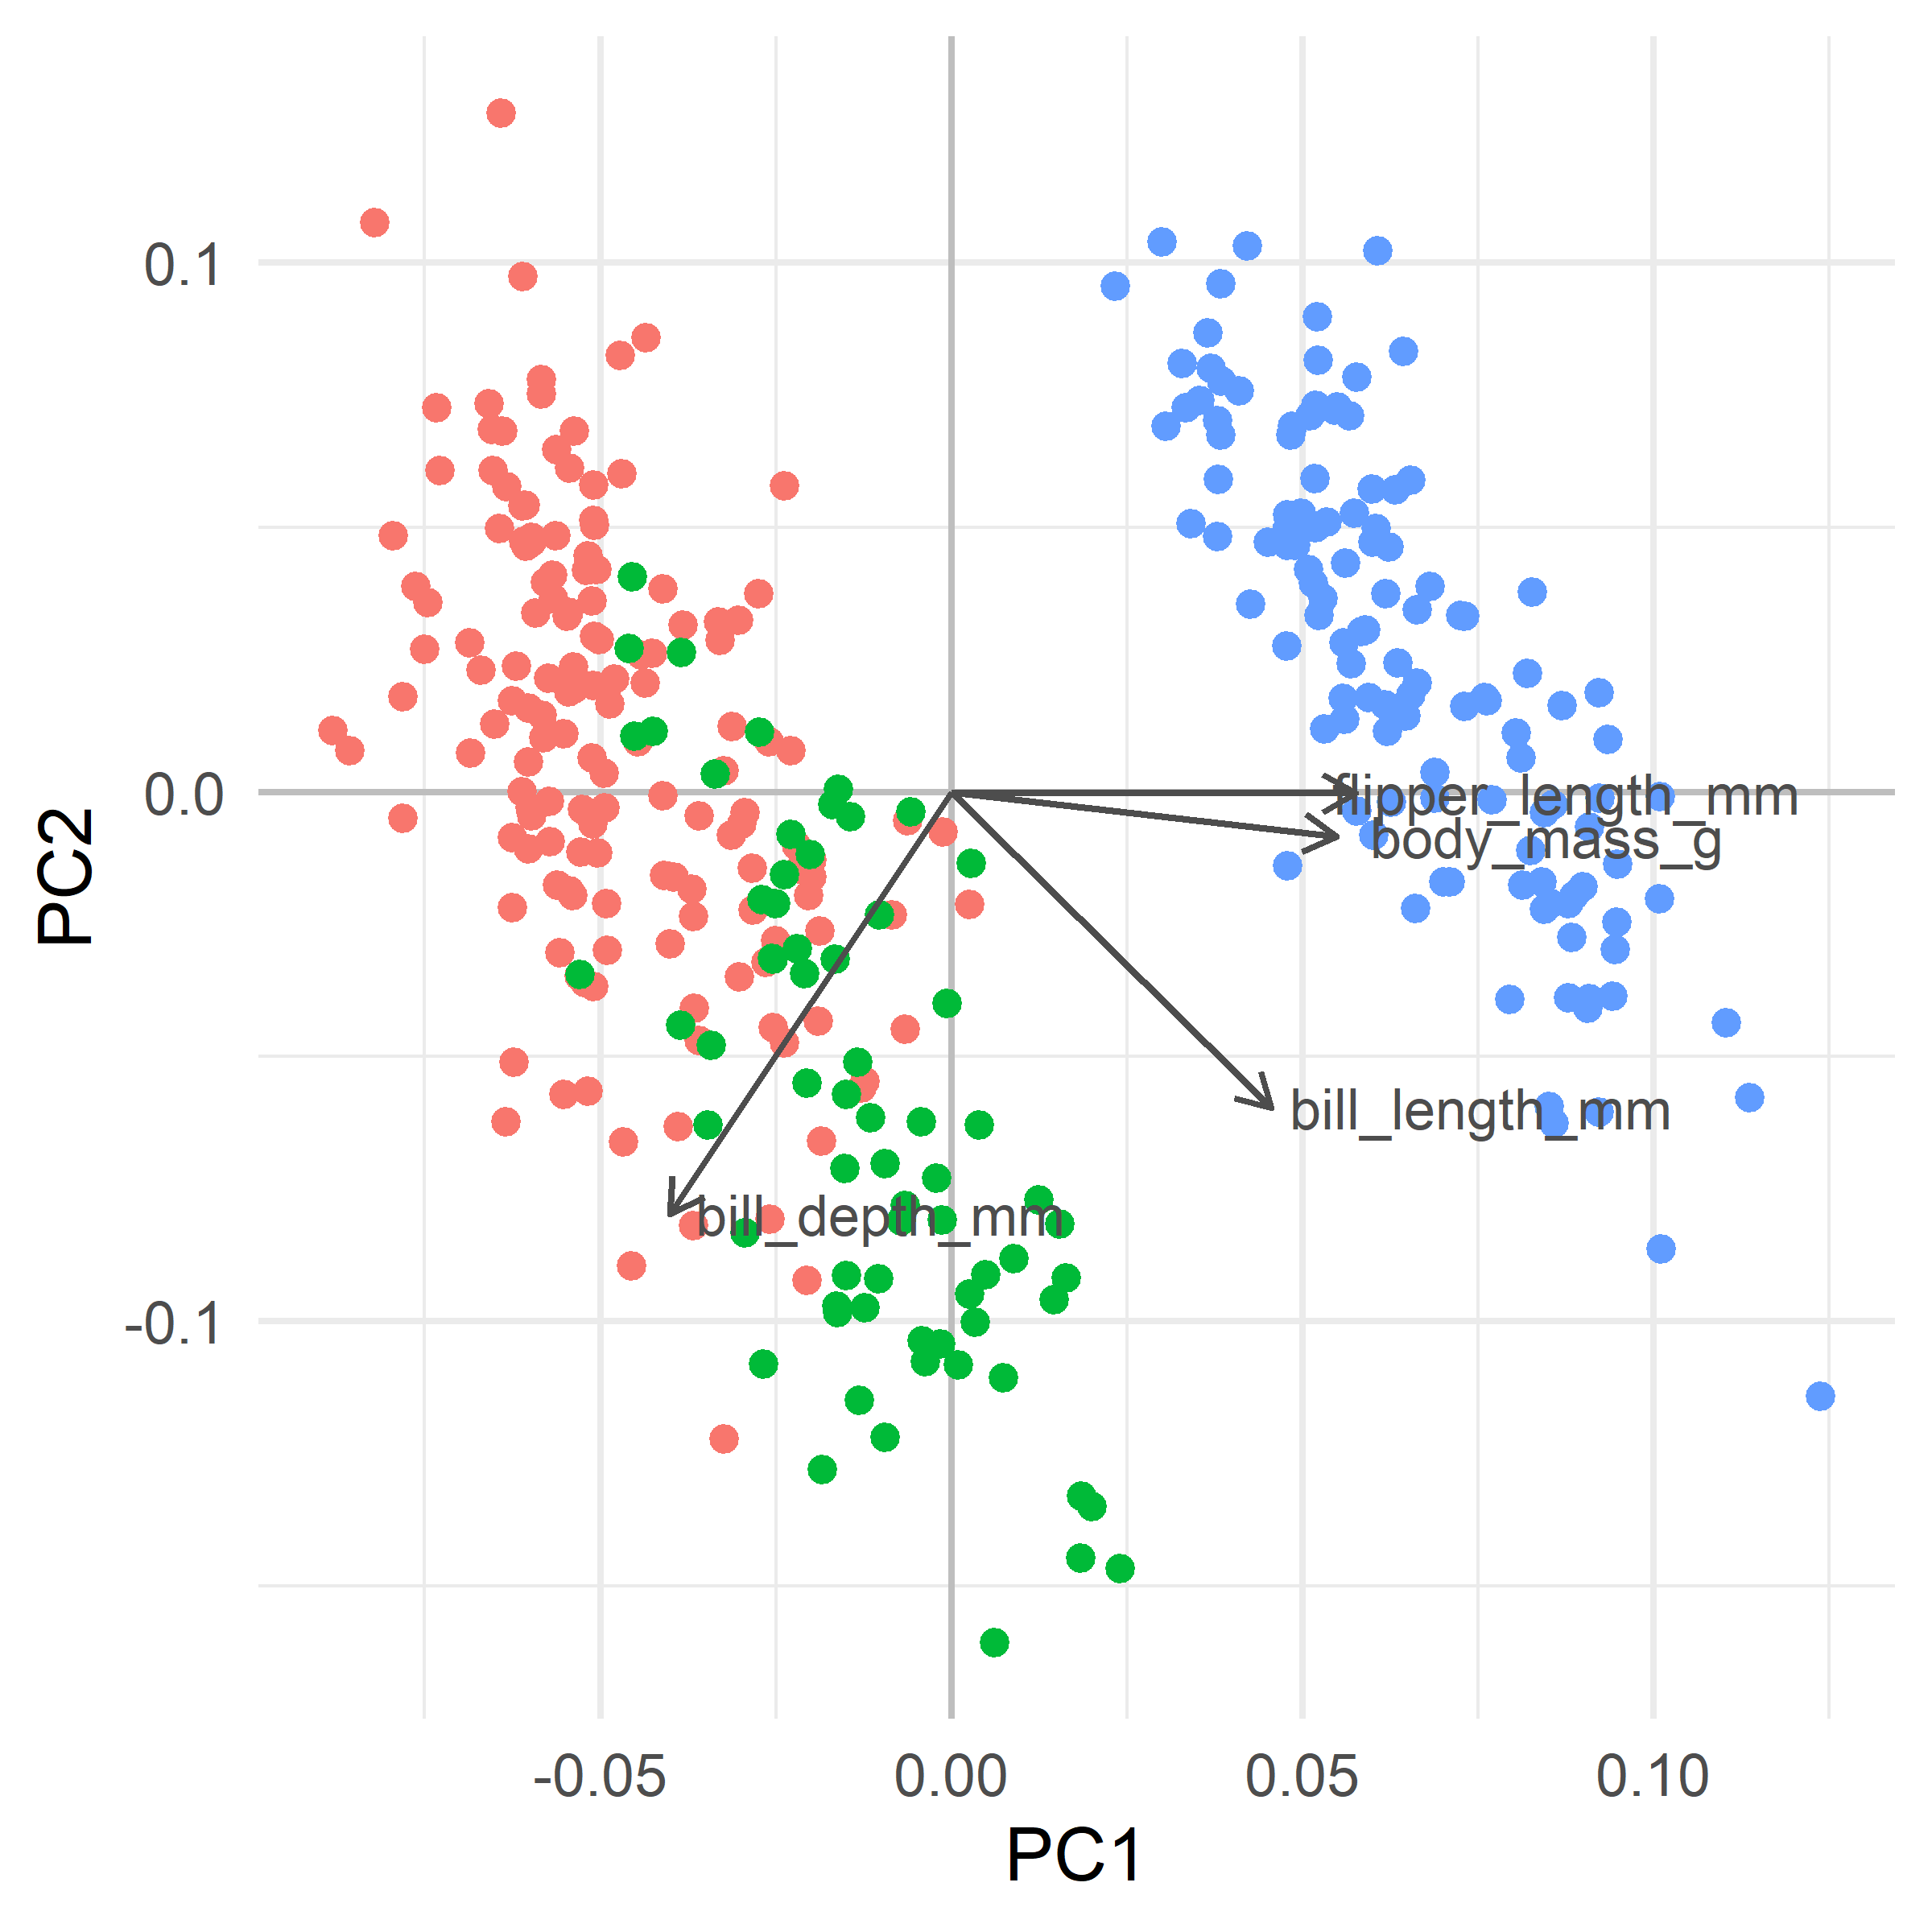 0.1
0.0
-0.1
PC2
flipper_length_mm
body_mass_g
bill_length_mm
bill_depth_mm
-0.05
0.00
0.05
0.10
PC1